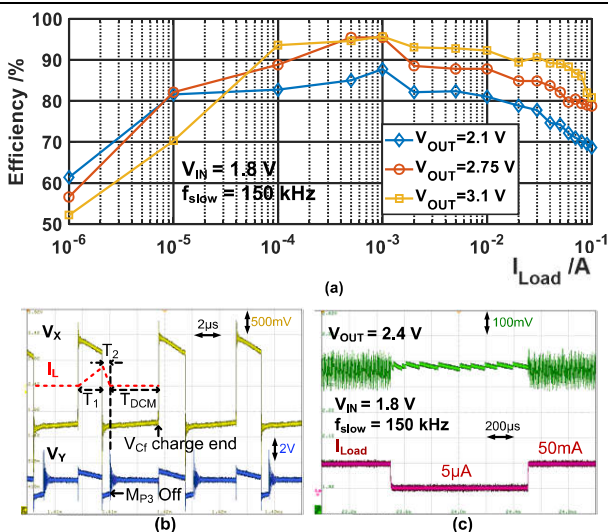 100
90
80
70
60
50
Efficiency /%
V_IN = 1.8 V
f_slow = 150 kHz
V_OUT=2.1 V
V_OUT=2.75 V
V_OUT=3.1 V
10^-6
10^-5
10^-4
10^-3
10^-2
10^-1
I_Load /A
(a)
V_X
2μs
500mV
T_2
I_L
T_1
T_DCM
V_Cf charge end
V_Y
2V
M_P3 Off
(b)
100mV
V_OUT = 2.4 V
V_IN = 1.8 V
f_slow = 150 kHz
200μs
I_Load
50mA
5μA
(c)